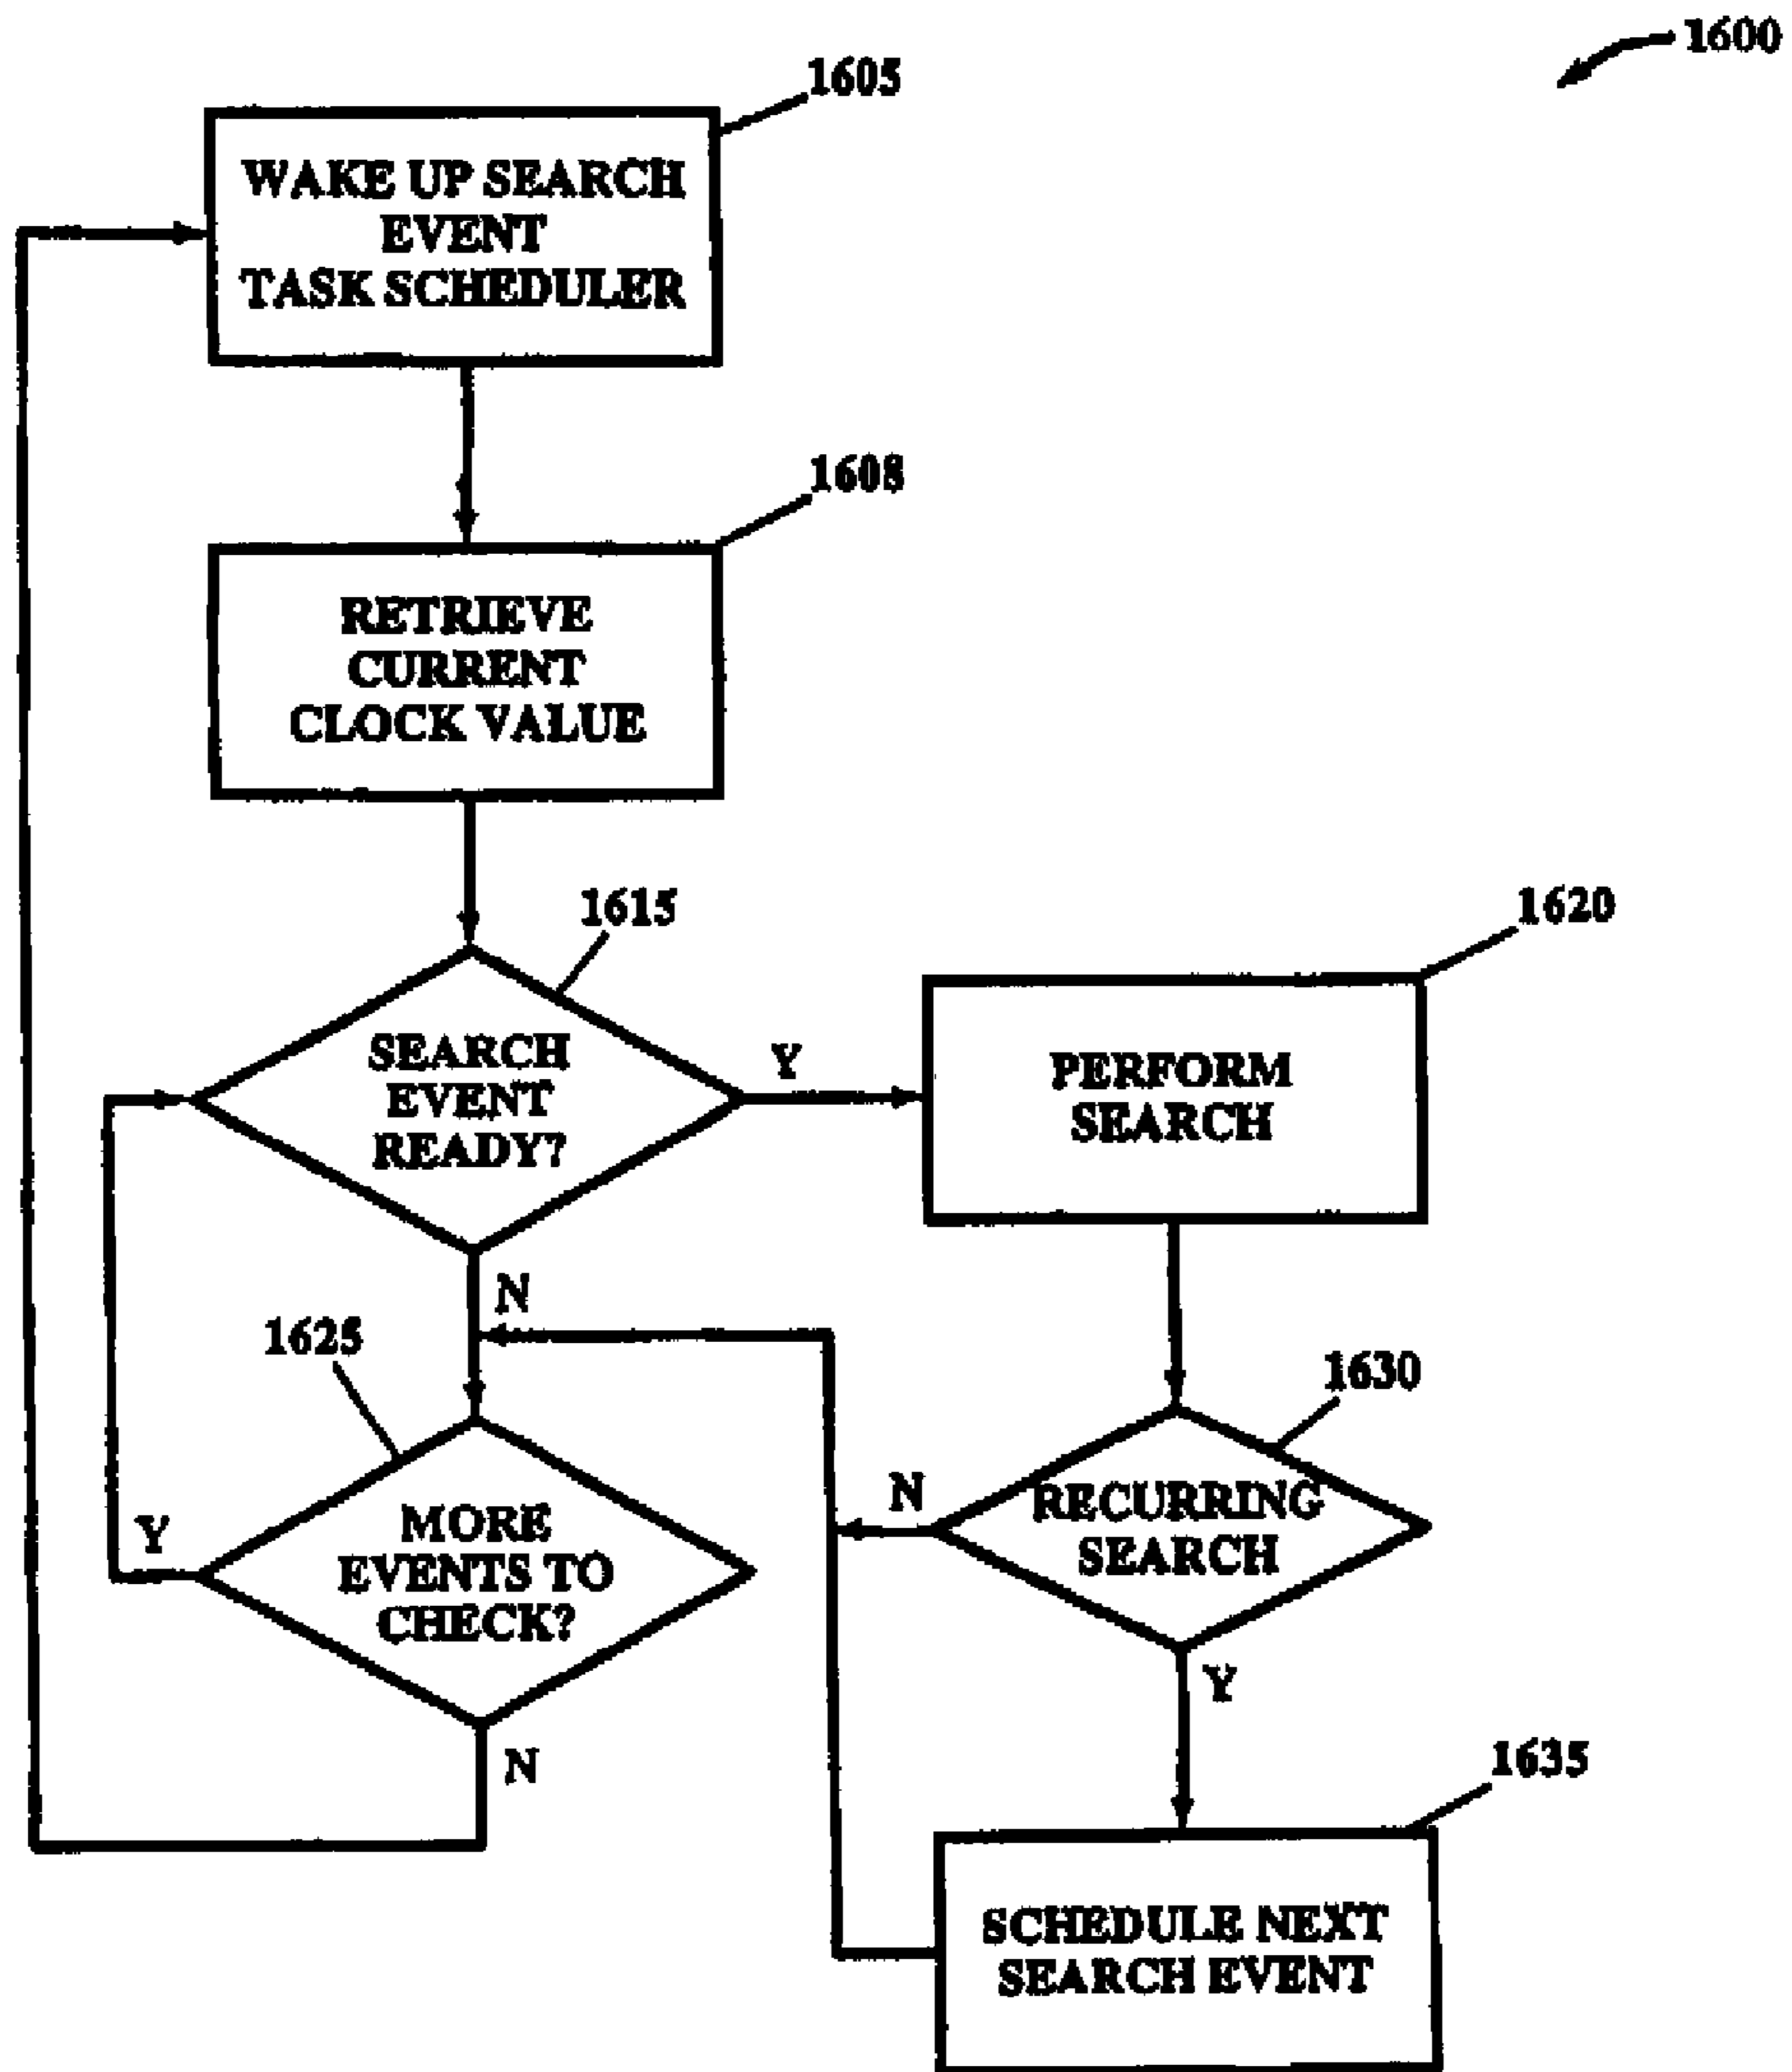 1600
1605
WAKE UP SEARCH
EVENT
TASK SCHEDULER
1608
RETRIEVE
CURRENT
CLOCK VALUE
1615
SEARCH
EVENT
READY?
Y
N
1620
PERFORM
SEARCH
1625
MORE
EVENTS TO
CHECK?
Y
N
1630
RECURRING
SEARCH
N
Y
1635
SCHEDULE NEXT
SEARCH EVENT